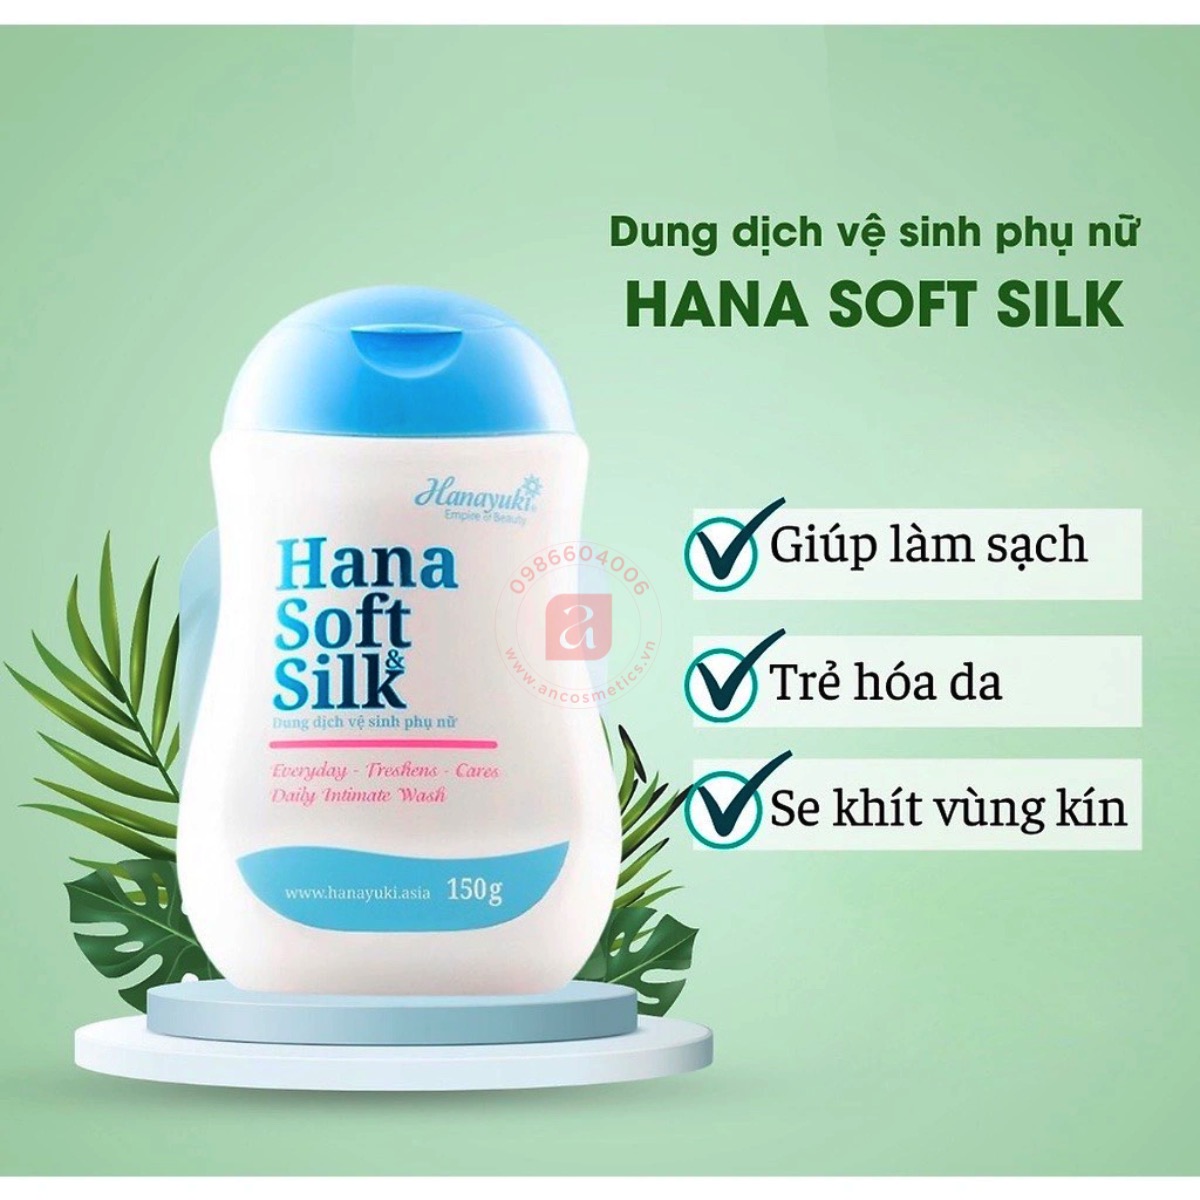 Dung dịch vệ sinh phụ nữ
HANA SOFT SILK
Hanayuki
Empire of Beauty
Hana
Soft
&
Silk
Dung dịch vệ sinh phụ nữ
Everyday - Treshens - Cares
Daily Intimate Wash
www.hanayuki.asia 150g
0986604006
a
www.ancosmetics.vn
Giúp làm sạch
Trẻ hóa da
Se khít vùng kín